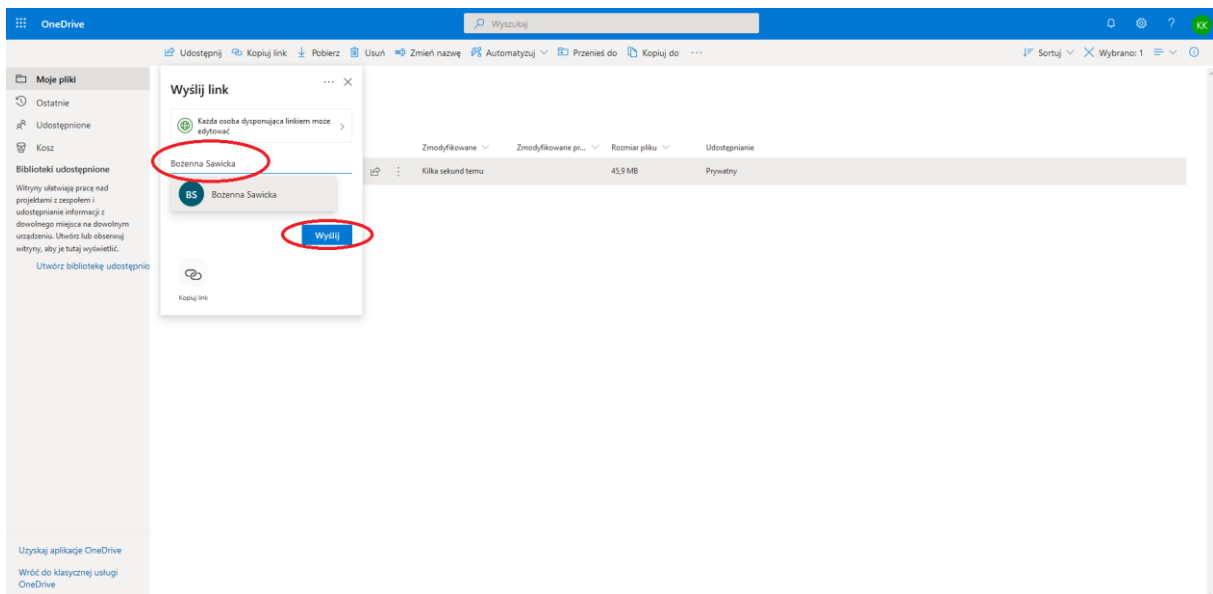 OneDrive
Wyszukaj
KK
Udostępnij Kopiuj link Pobierz Usuń Zmień nazwę Automatyzuj Przenieś do Kopiuj do ...
Sortuj Wybrano: 1
Moje pliki
Ostatnie
Udostępnione
Kosz
Biblioteki udostępnione
Witryny ułatwiają pracę nad
projektami z zespołem i
udostępnianie informacji z
dowolnego miejsca na dowolnym
urządzeniu. Utwórz lub obserwuj
witryny, aby je tutaj wyświetlić.
Utwórz bibliotekę udostępnio
Uzyskaj aplikacje OneDrive
Wróć do klasycznej usługi
OneDrive
Wyślij link
Każda osoba dysponująca linkiem może
edytować
Bożenna Sawicka
BS Bożenna Sawicka
Wyślij
Kopiuj link
Zmodyfikowane Zmodyfikowane pr... Rozmiar pliku Udostępnianie
Kilka sekund temu 45,9 MB Prywatny